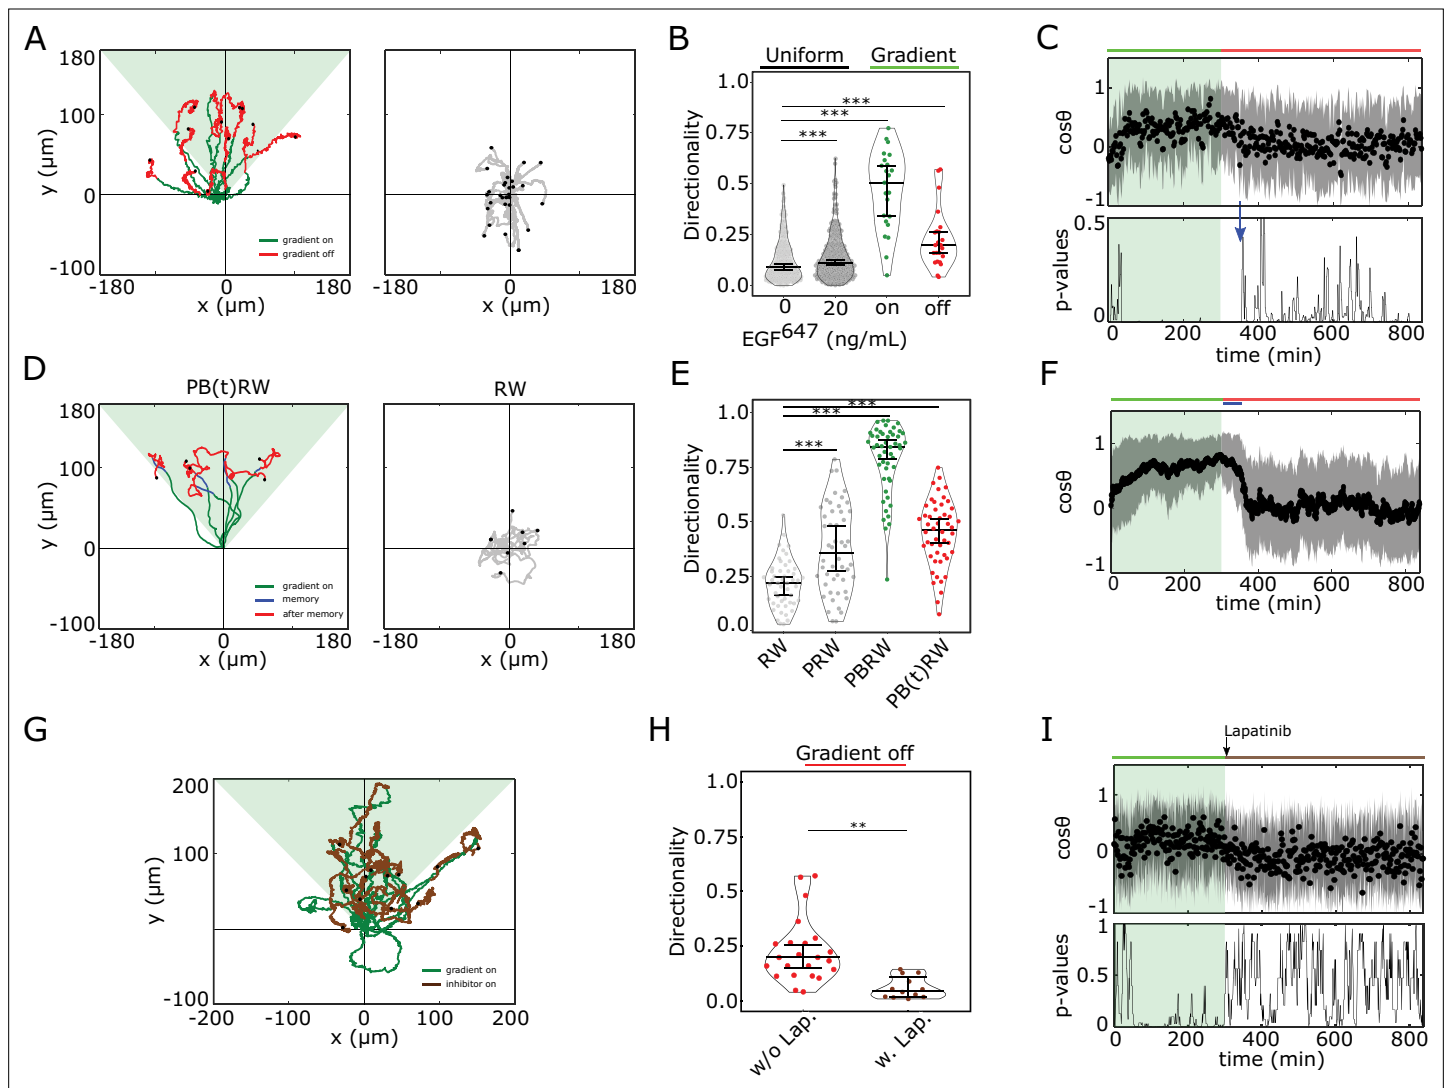 A
180
100
0
-100
y (µm)
-180
0
180
x (µm)
gradient on
gradient off
-180
0
180
x (µm)
B
Uniform
Gradient
1.0
0.75
0.5
0.25
0.0
Directionality
***
***
***
0
20
on
off
EGF647 (ng/mL)
C
1
0
-1
cosθ
0.5
0
p-values
0
200
400
600
800
time (min)
D
PB(t)RW
RW
180
100
0
-100
y (µm)
-180
0
180
x (µm)
gradient on
memory
after memory
-180
0
180
x (µm)
E
1.0
0.75
0.5
0.25
0.0
Directionality
***
***
***
RW
PRW
PBRW
PB(t)RW
F
1
0
-1
cosθ
0
200
400
600
800
time (min)
G
200
100
0
-100
y (µm)
-200
-100
0
100
200
x (µm)
gradient on
inhibitor on
H
Gradient off
1.0
0.75
0.5
0.25
0.0
Directionality
**
w/o Lap.
w. Lap.
I
Lapatinib
1
0
-1
cosθ
1
0.5
0
p-values
0
200
400
600
800
time (min)